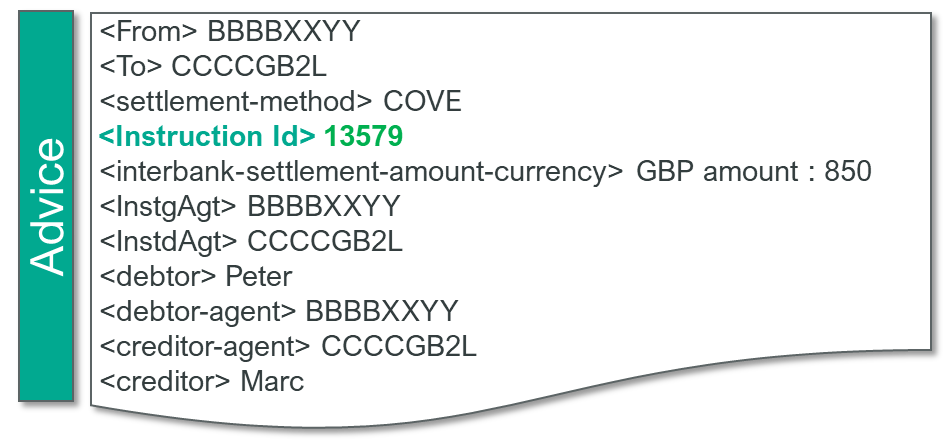 Advice
<From> BBBBXXYY
<To> CCCCGB2L
<settlement-method> COVE
<Instruction Id> 13579
<interbank-settlement-amount-currency> GBP amount : 850
<InstgAgt> BBBBXXYY
<InstdAgt> CCCCGB2L
<debtor> Peter
<debtor-agent> BBBBXXYY
<creditor-agent> CCCCGB2L
<creditor> Marc